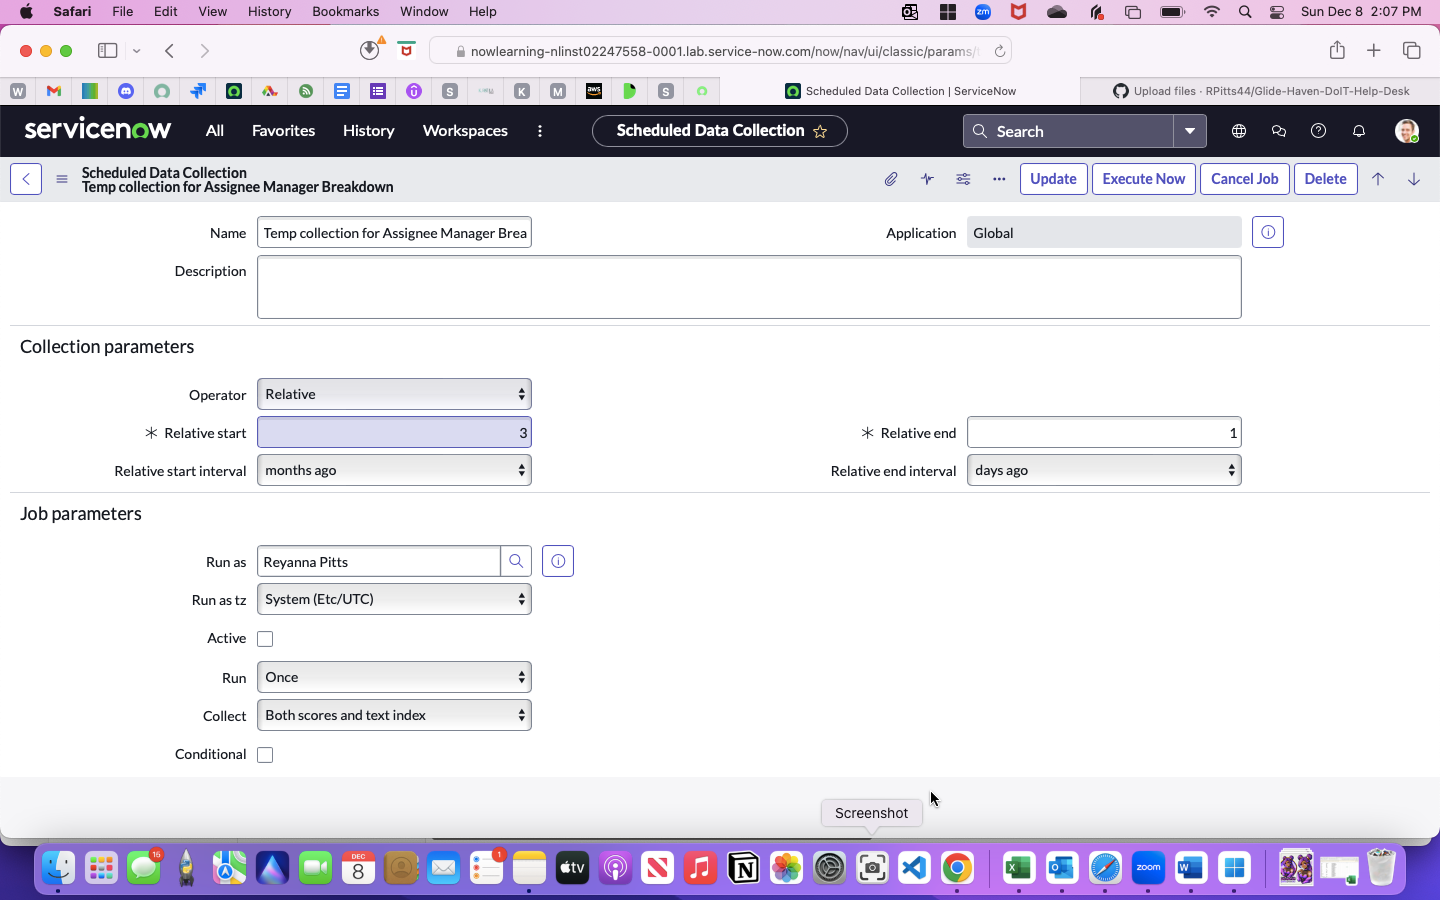 Safari File Edit View History Bookmarks Window Help
zm
Sun Dec 8 2:07 PM
nowlearning-nlinst02247558-0001.lab.service-now.com/now/nav/ui/classic/params/
W S K M aws S
Scheduled Data Collection | ServiceNow
Upload files · RPitts44/Glide-Haven-DoIT-Help-Desk
servicenow All Favorites History Workspaces
Scheduled Data Collection
Search
Scheduled Data Collection
Temp collection for Assignee Manager Breakdown
Update Execute Now Cancel Job Delete
Name Temp collection for Assignee Manager Brea
Application Global
Description
Collection parameters
Operator Relative
Relative start 3
Relative end 1
Relative start interval months ago
Relative end interval days ago
Job parameters
Run as Reyanna Pitts
Run as tz System (Etc/UTC)
Active
Run Once
Collect Both scores and text index
Conditional
Screenshot
15
DEC
8
1
tv
zoom